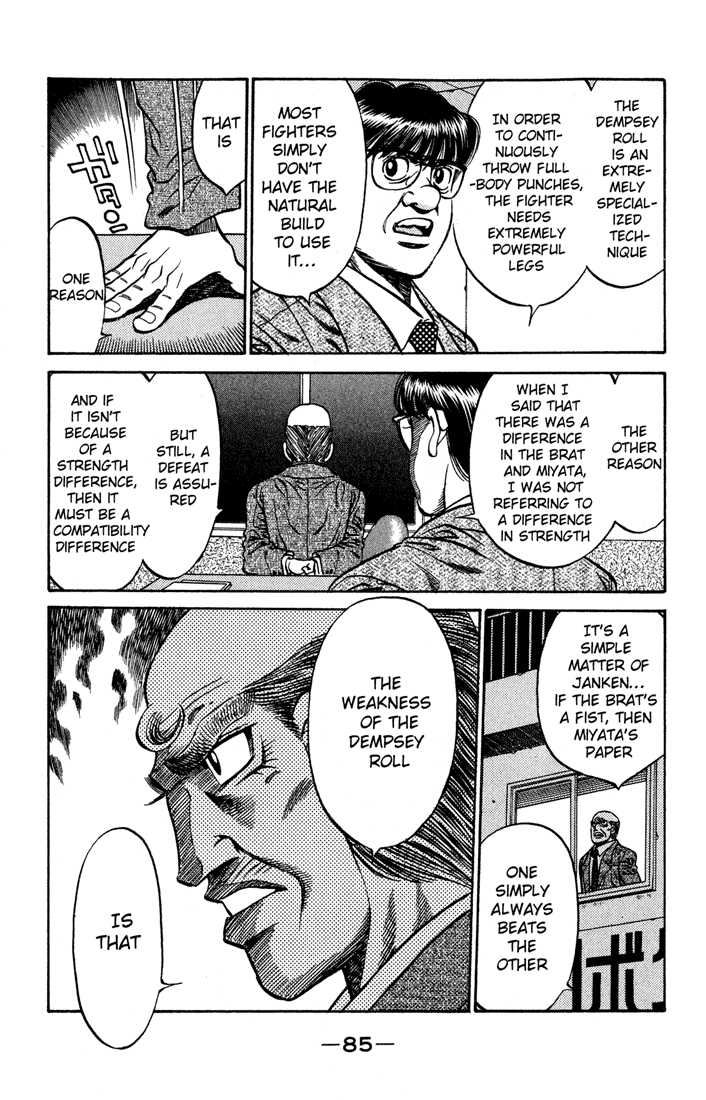 THE
DEMPSEY
ROLL
IS AN
EXTRE-
MELY
SPECIAL-
IZED
TECH-
NIQUE
IN ORDER
TO CONTI-
NUOUSLY
THROW FULL
-BODY PUNCHES,
THE FIGHTER
NEEDS
EXTREMELY
POWERFUL
LEGS
MOST
FIGHTERS
SIMPLY
DON'T
HAVE THE
NATURAL
BUILD
TO USE
IT...
THAT
IS
ONE
REASON
THE
OTHER
REASON
WHEN I
SAID THAT
THERE WAS A
DIFFERENCE
IN THE BRAT
AND MIYATA,
I WAS NOT
REFERRING TO
A DIFFERENCE
IN STRENGTH
BUT
STILL, A
DEFEAT
IS ASSU-
RED
AND IF
IT ISN'T
BECAUSE
OF A
STRENGTH
DIFFERENCE,
THEN IT
MUST BE A
COMPATIBILITY
DIFFERENCE
IT'S A
SIMPLE
MATTER OF
JANKEN...
IF THE BRAT'S
A FIST, THEN
MIYATA'S
PAPER
ONE
SIMPLY
ALWAYS
BEATS
THE
OTHER
THE
WEAKNESS
OF THE
DEMPSEY
ROLL
IS
THAT
—85—